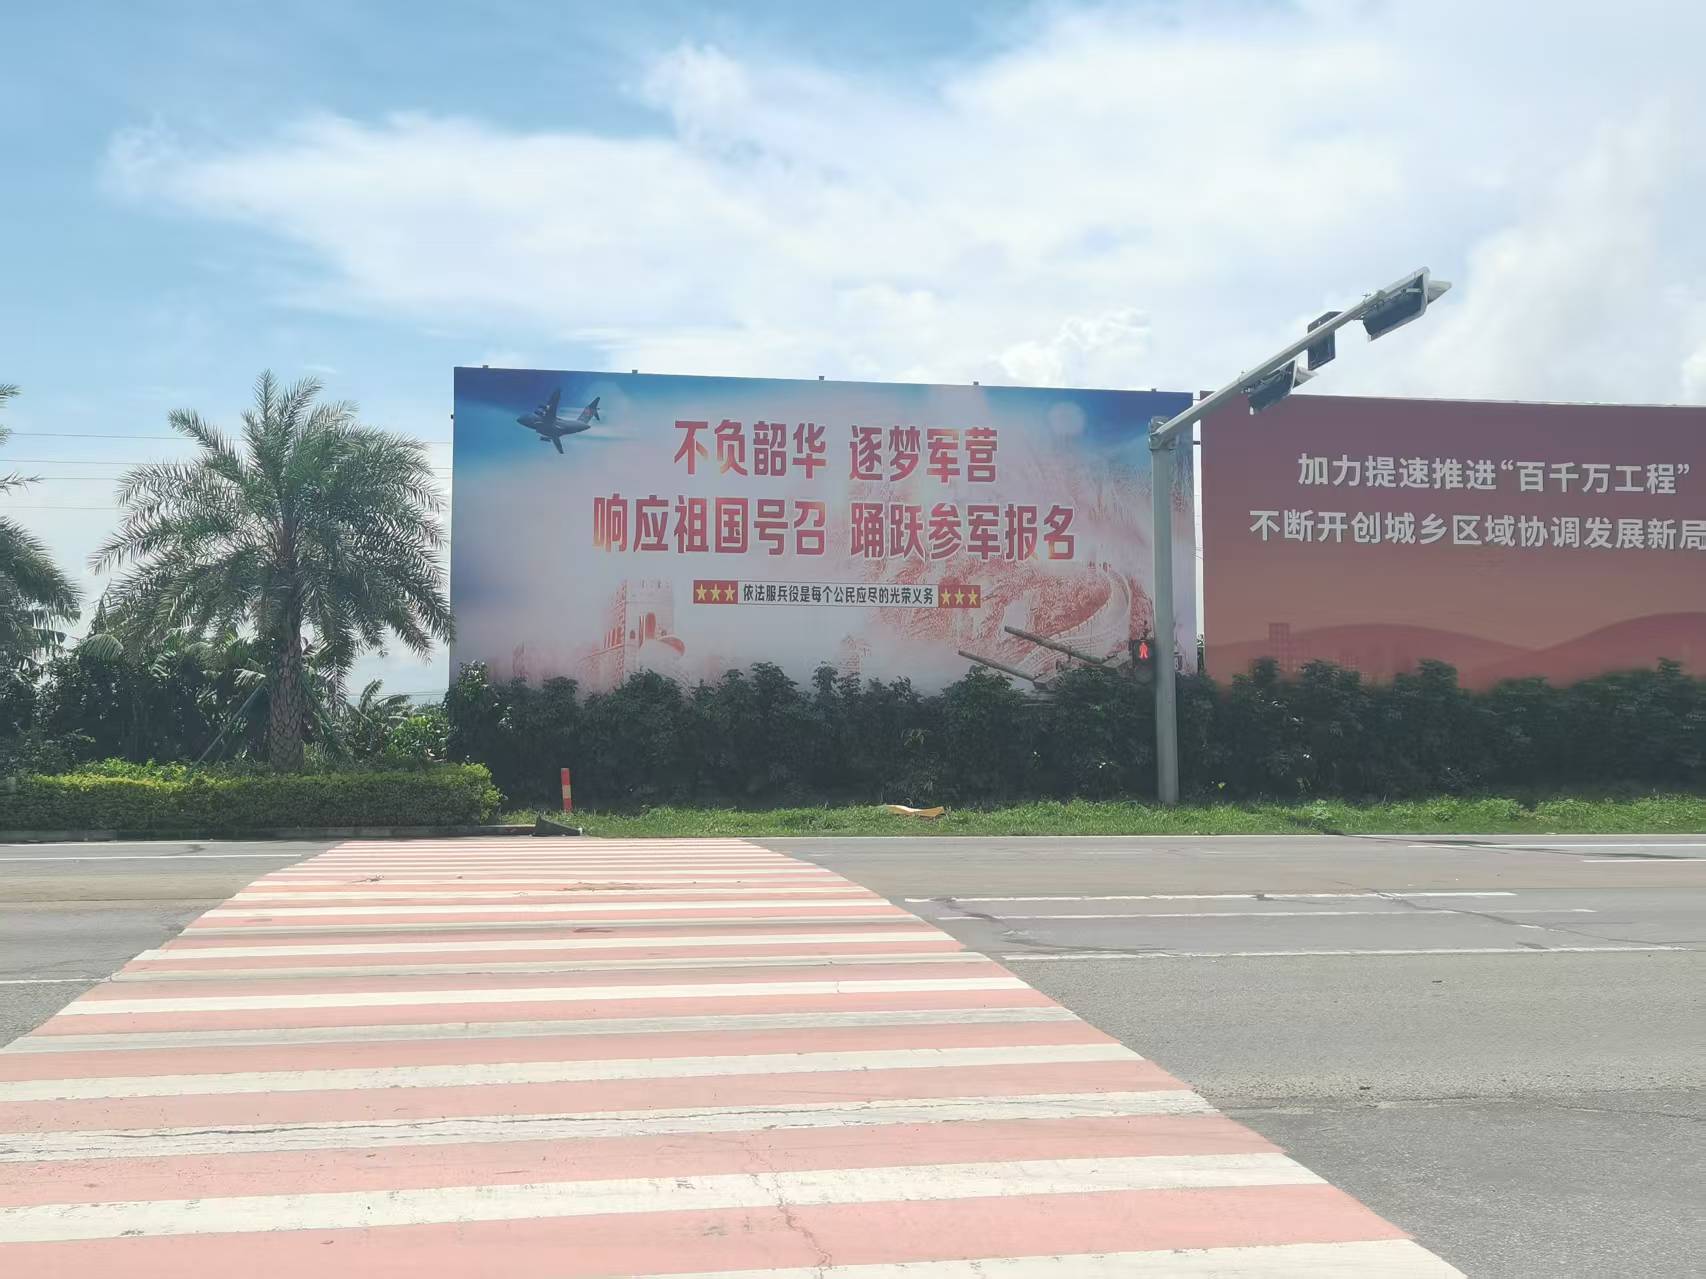 不负韶华 逐梦军营
响应祖国号召 踊跃参军报名
依法服兵役是每个公民应尽的光荣义务
加力提速推进“百千万工程”
不断开创城乡区域协调发展新局